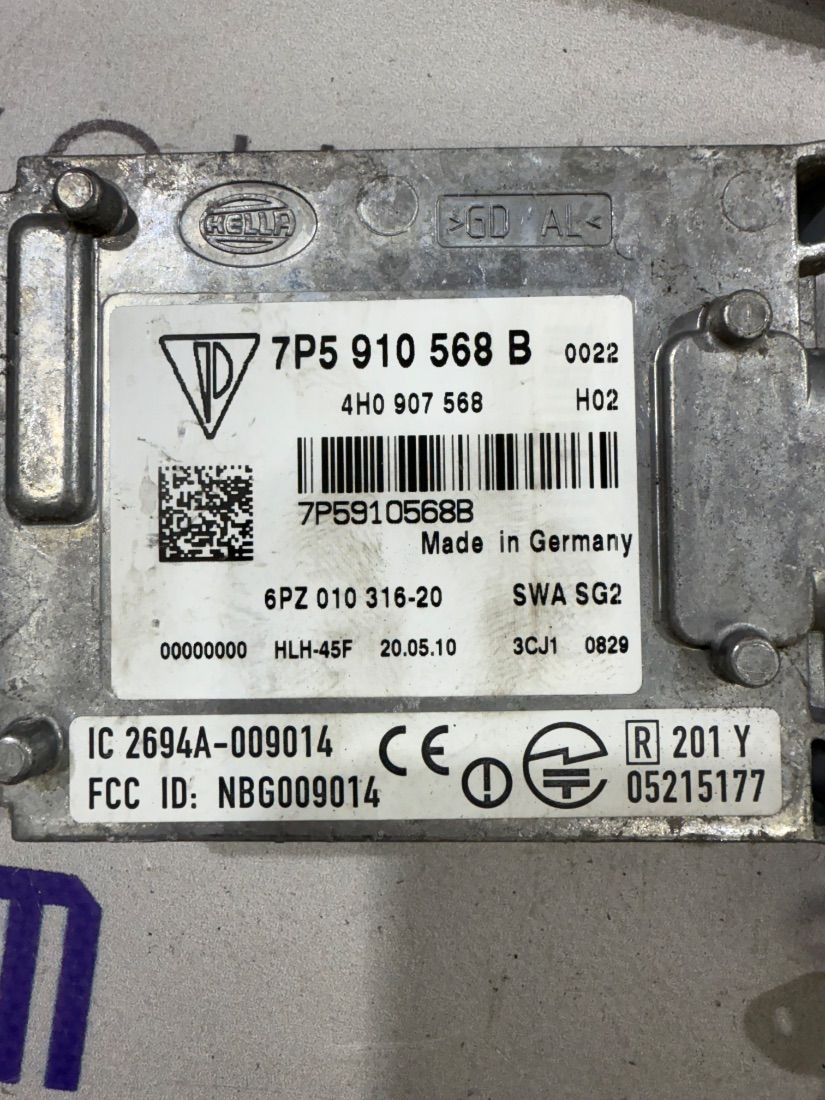 HELLA
>GD AL<
7P5 910 568 B 0022
4H0 907 568 H02
7P5910568B
Made in Germany
6PZ 010 316-20 SWA SG2
00000000 HLH-45F 20.05.10 3CJ1 0829
IC 2694A-009014 CE R 201 Y
FCC ID: NBG009014 05215177